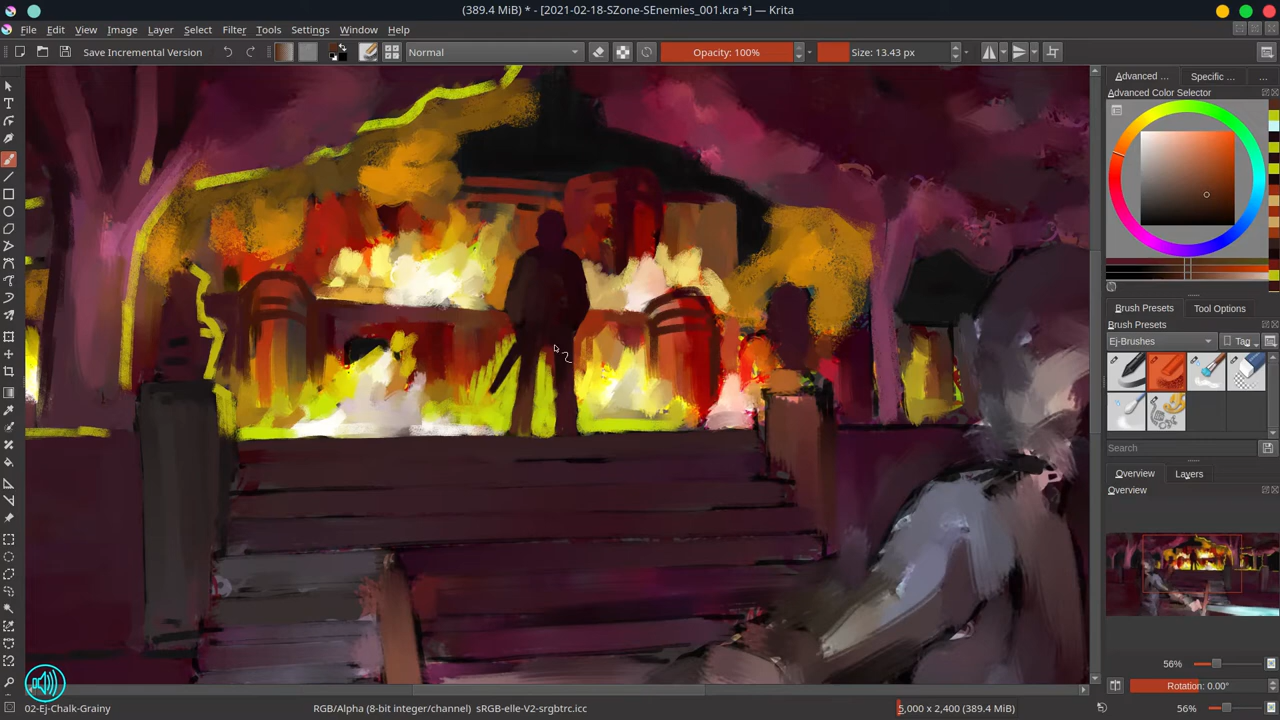 (389.4 MiB) * - [2021-02-18-SZone-SEnemies_001.kra *] — Krita
File Edit View Image Layer Select Filter Tools Settings Window Help
Save Incremental Version Normal Opacity: 100% Size: 13.43 px
Advanced ... Specific ... ...
Advanced Color Selector
Brush Presets Tool Options
Brush Presets
Ej-Brushes Tag
Search
Overview Layers
Overview
56%
Rotation: 0.00°
02-Ej-Chalk-Grainy RGB/Alpha (8-bit integer/channel) sRGB-elle-V2-srgbtrc.icc 5,000 x 2,400 (389.4 MiB) 56%